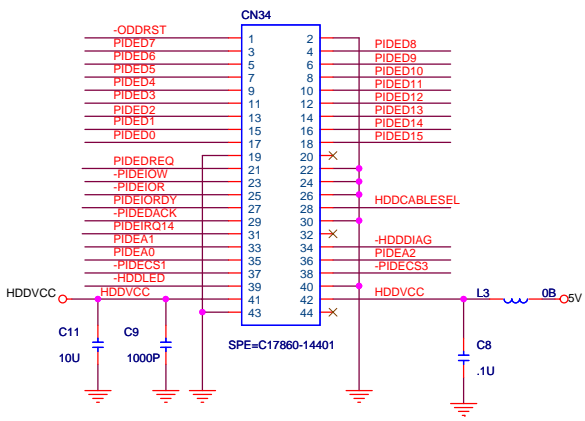 CN34
-ODDRST 1 2
PIDED7 3 4 PIDED8
PIDED6 5 6 PIDED9
PIDED5 7 8 PIDED10
PIDED4 9 10 PIDED11
PIDED3 11 12 PIDED12
PIDED2 13 14 PIDED13
PIDED1 15 16 PIDED14
PIDED0 17 18 PIDED15
19 20
PIDEDREQ 21 22
-PIDEIOW 23 24
-PIDEIOR 25 26
PIDEIORDY 27 28 HDDCABLESEL
-PIDEDACK 29 30
PIDEIRQ14 31 32
PIDEA1 33 34 -HDDDIAG
PIDEA0 35 36 PIDEA2
-PIDECS1 37 38 -PIDECS3
-HDDLED 39 40
HDDVCC HDDVCC 41 42 HDDVCC L3 0B 5V
43 44
C11 C9 SPE=C17860-14401 C8
10U 1000P .1U